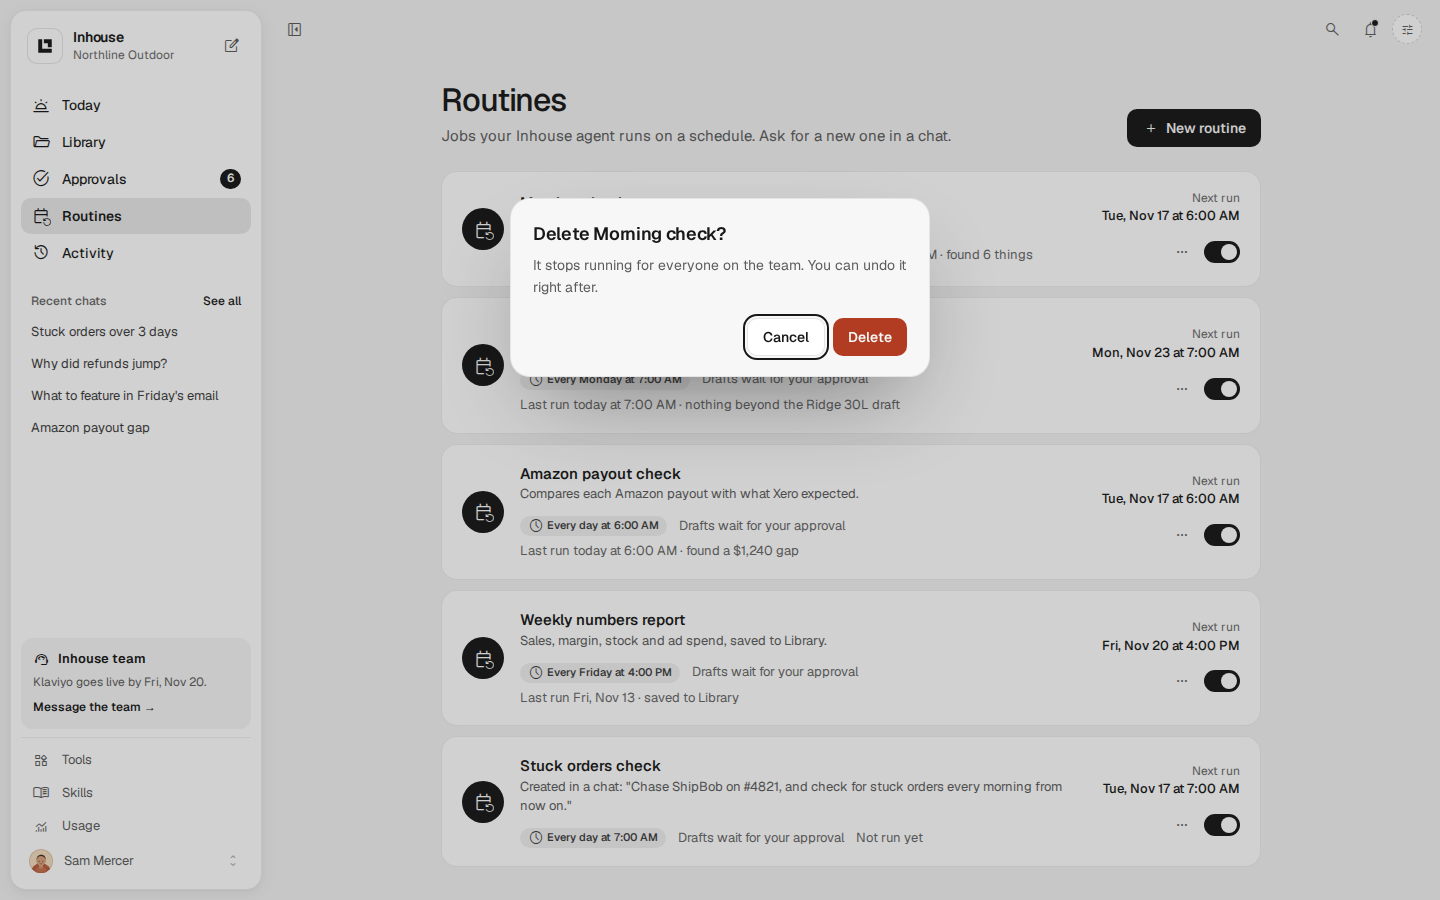 Inhouse
Northline Outdoor
Today
Library
Approvals
6
Routines
Activity
Recent chats
See all
Stuck orders over 3 days
Why did refunds jump?
What to feature in Friday's email
Amazon payout gap
Inhouse team
Klaviyo goes live by Fri, Nov 20.
Message the team →
Tools
Skills
Usage
Sam Mercer
Routines
Jobs your Inhouse agent runs on a schedule. Ask for a new one in a chat.
+ New routine
Next run
Tue, Nov 17 at 6:00 AM
· found 6 things
Delete Morning check?
It stops running for everyone on the team. You can undo it
right after.
Cancel
Delete
Next run
Mon, Nov 23 at 7:00 AM
Every Monday at 7:00 AM
Drafts wait for your approval
Last run today at 7:00 AM · nothing beyond the Ridge 30L draft
Amazon payout check
Compares each Amazon payout with what Xero expected.
Every day at 6:00 AM
Drafts wait for your approval
Last run today at 6:00 AM · found a $1,240 gap
Next run
Tue, Nov 17 at 6:00 AM
Weekly numbers report
Sales, margin, stock and ad spend, saved to Library.
Every Friday at 4:00 PM
Drafts wait for your approval
Last run Fri, Nov 13 · saved to Library
Next run
Fri, Nov 20 at 4:00 PM
Stuck orders check
Created in a chat: "Chase ShipBob on #4821, and check for stuck orders every morning from
now on."
Every day at 7:00 AM
Drafts wait for your approval
Not run yet
Next run
Tue, Nov 17 at 7:00 AM